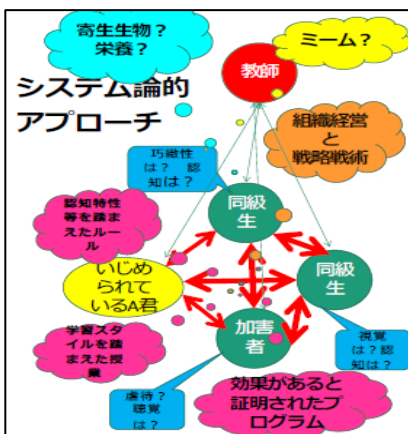 寄生生物？
栄養？
ミーム？
教師
システム論的
アプローチ
組織経営
と
戦略戦術
巧緻性
は？　認
知は？
認知特性
等を踏ま
えたルー
ル
同級
生
いじめ
られて
いるA君
同級
生
加害
者
学習スタ
イルを踏
まえた授
業
視覚
は？認
知は？
虐待？
聴覚
は？
効果があると
証明されたプ
ログラム